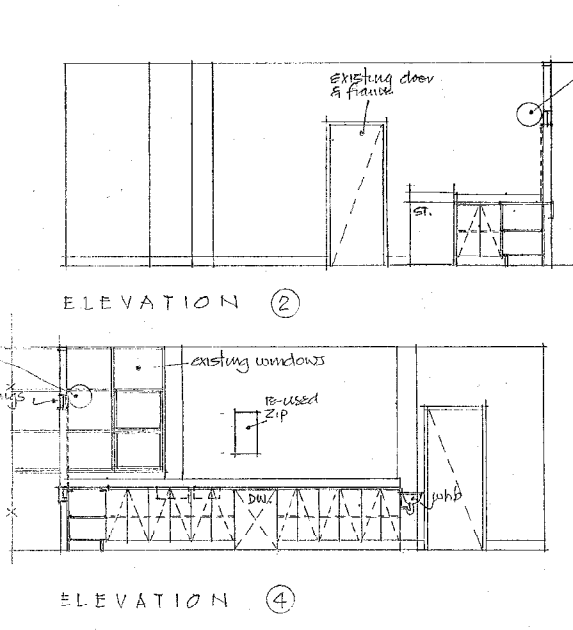 Existing door
& frame
ST.
ELEVATION 2
existing windows
re-used
Zip
DW.
whb
ELEVATION 4